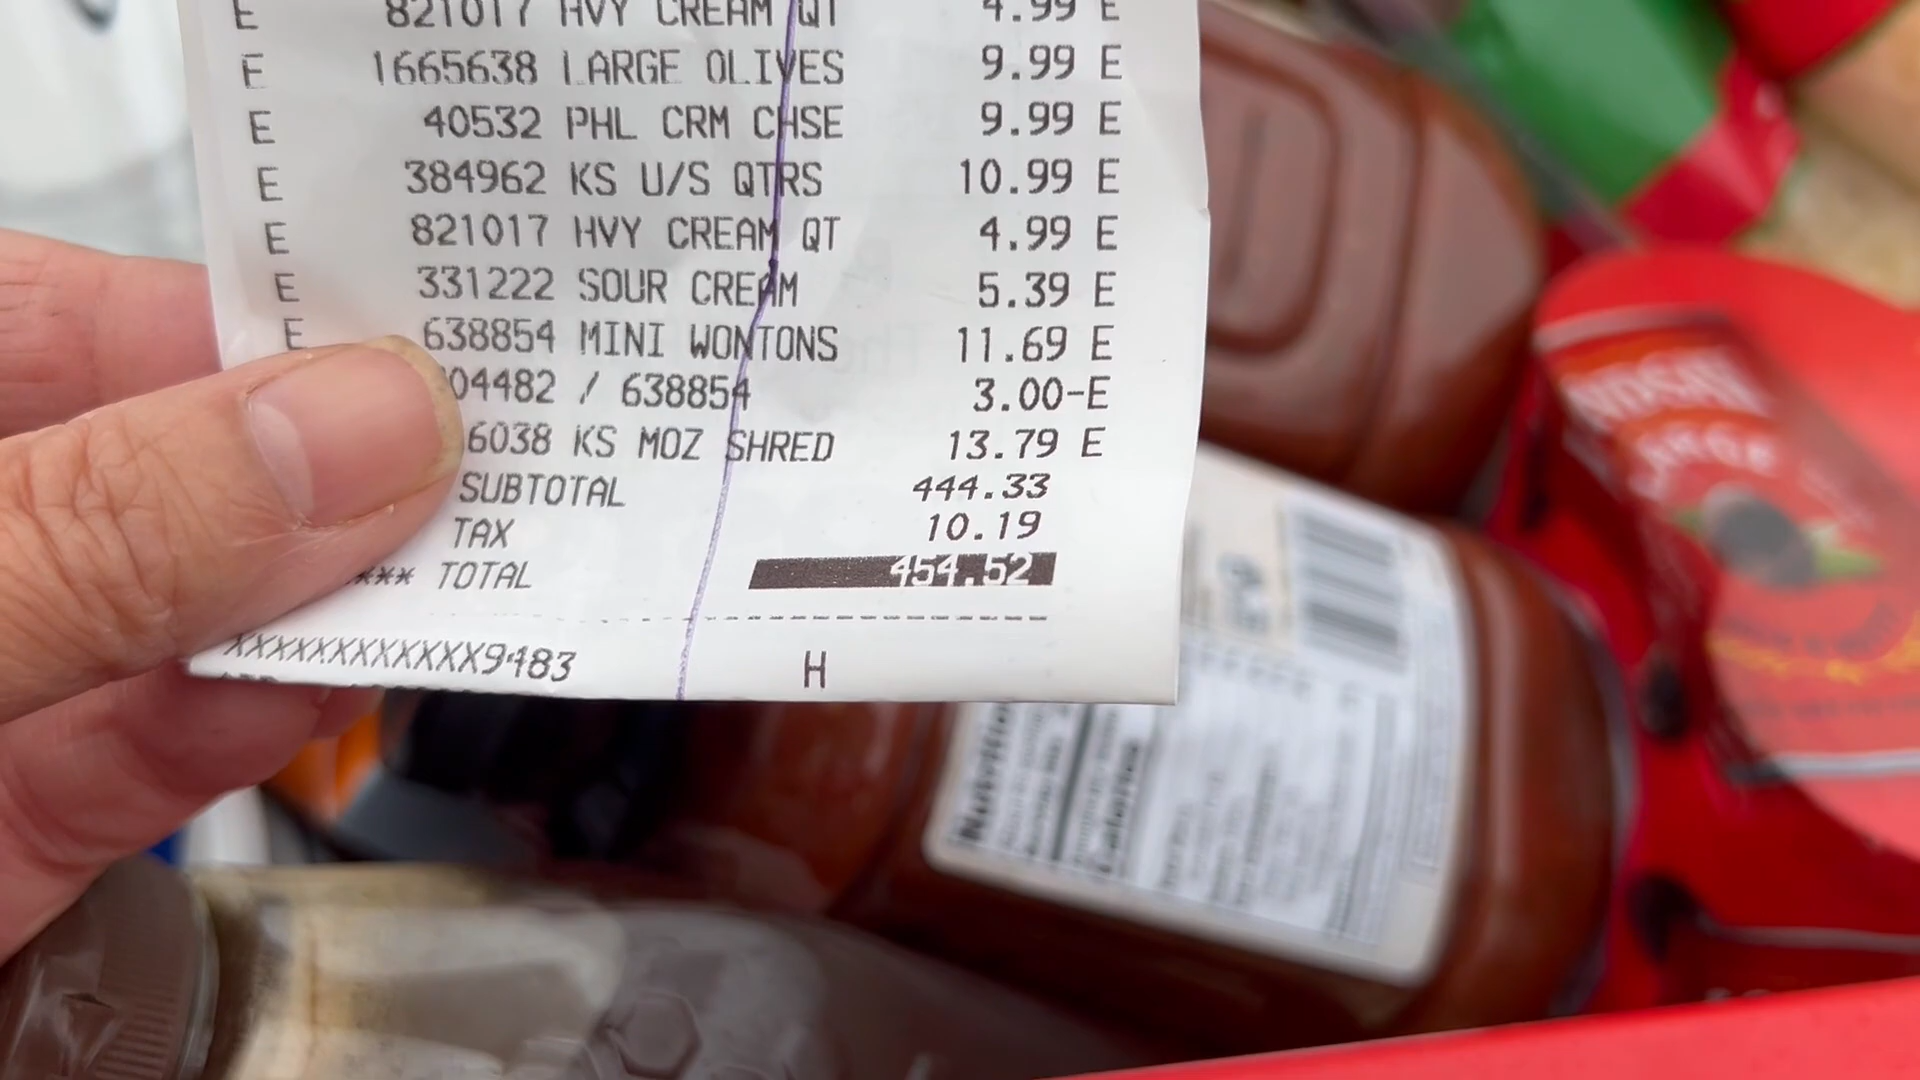 E 821017 HVY CREAM QT 4.99 E
E 1665638 LARGE OLIVES 9.99 E
E 40532 PHL CRM CHSE 9.99 E
E 384962 KS U/S QTRS 10.99 E
E 821017 HVY CREAM QT 4.99 E
E 331222 SOUR CREAM 5.39 E
E 638854 MINI WONTONS 11.69 E
04482 / 638854 3.00-E
6038 KS MOZ SHRED 13.79 E
SUBTOTAL 444.33
TAX 10.19
*** TOTAL 454.52
XXXXXXXXXXXX9483 H
Nutrition
Calories